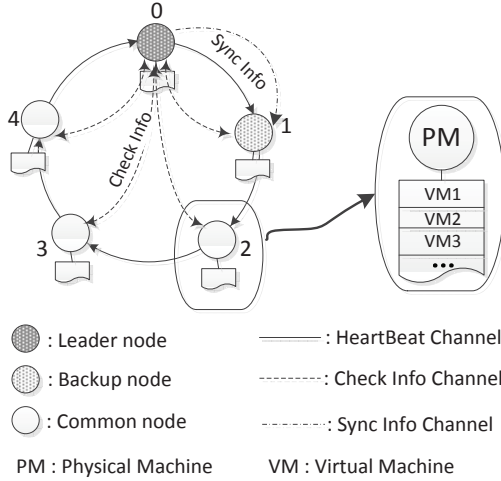 0
Sync Info
4
1
Check Info
PM
VM1
VM2
VM3
•••
3
2
: Leader node
: HeartBeat Channel
: Backup node
: Check Info Channel
: Common node
: Sync Info Channel
PM : Physical Machine
VM : Virtual Machine